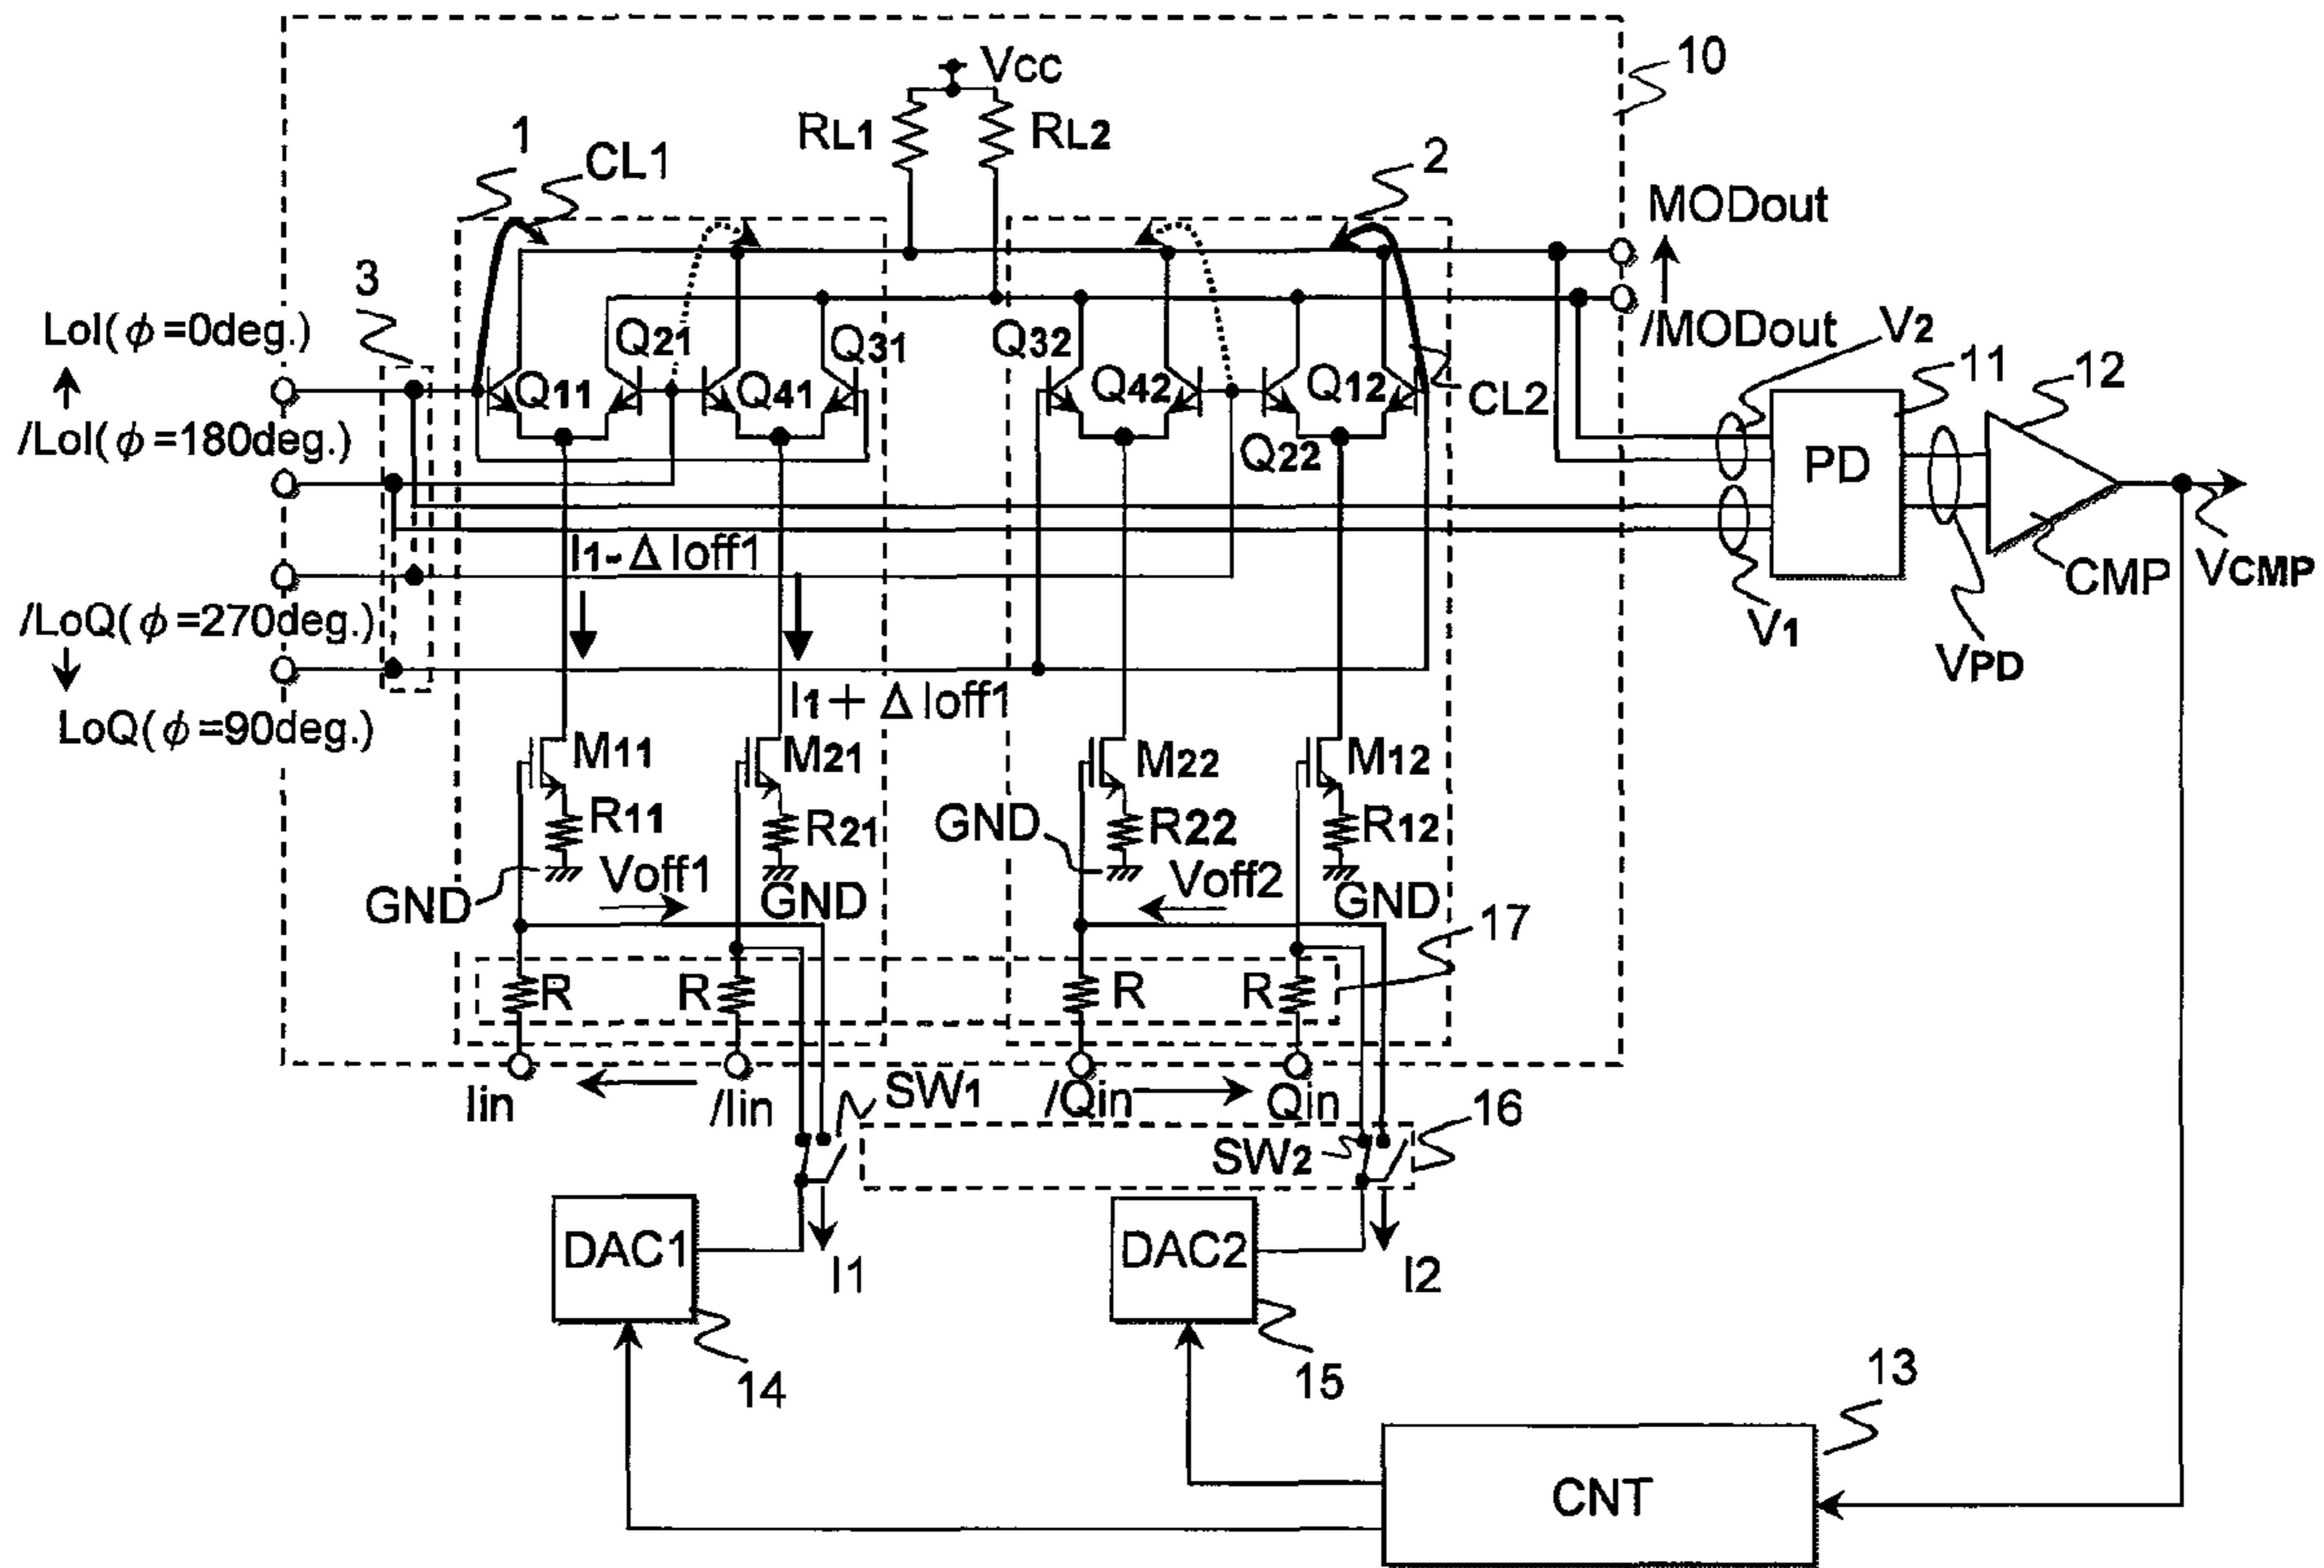 10
Vcc
RL1
RL2
1
CL1
2
MODout
3
LoI(ϕ=0deg.)
Q21
Q31
Q32
/MODout
V2
Q11
Q41
Q42
Q12
CL2
11
12
/LoI(ϕ=180deg.)
Q22
PD
I1-ΔIoff1
CMP
VCMP
/LoQ(ϕ=270deg.)
V1
VPD
I1+ΔIoff1
LoQ(ϕ=90deg.)
M11
M21
M22
M12
R11
R21
GND
R22
R12
GND
Voff1
GND
Voff2
GND
17
R
R
R
R
Iin
/Iin
SW1
/Qin
Qin
16
SW2
DAC1
I1
DAC2
I2
14
15
13
CNT